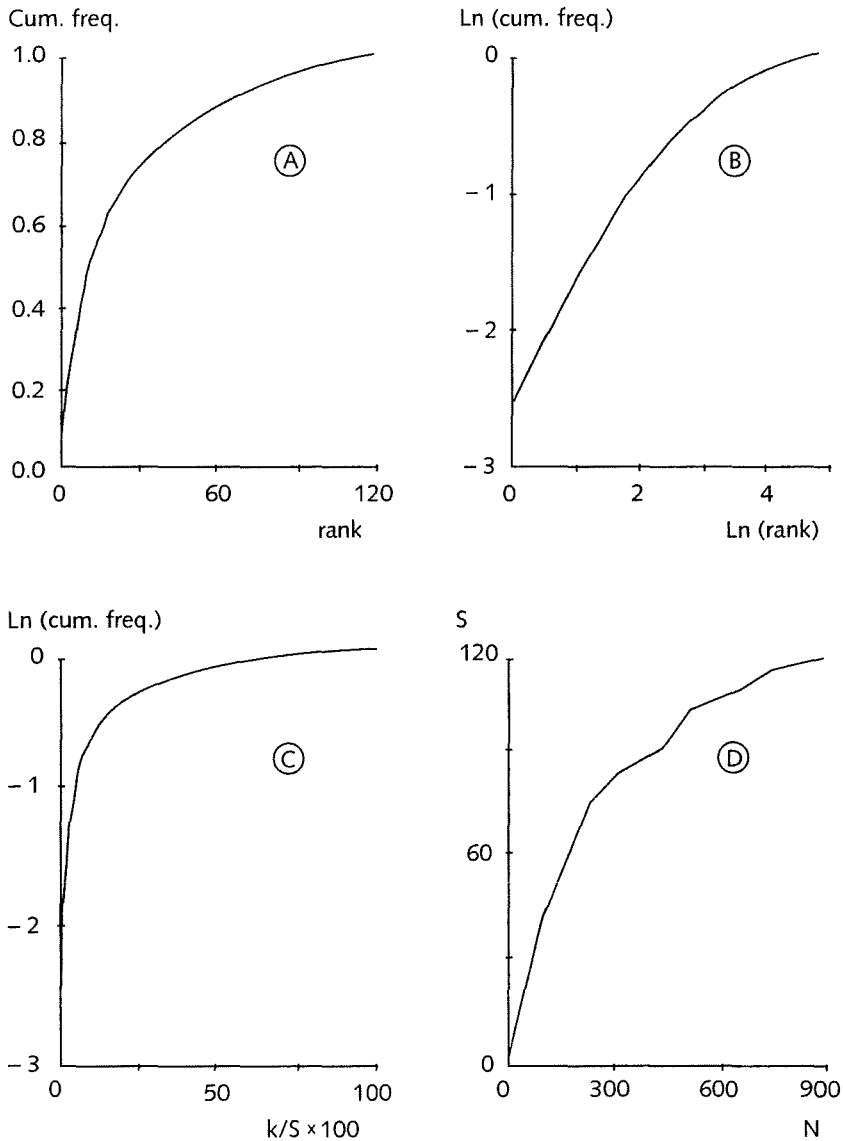 Cum. freq.
1.0
0.8
0.6
0.4
0.2
0.0
0 60 120
rank
A
Ln (cum. freq.)
0
– 1
– 2
– 3
0 2 4
Ln (rank)
B
Ln (cum. freq.)
0
– 1
– 2
– 3
0 50 100
k/S × 100
C
S
120
60
0
0 300 600 900
N
D